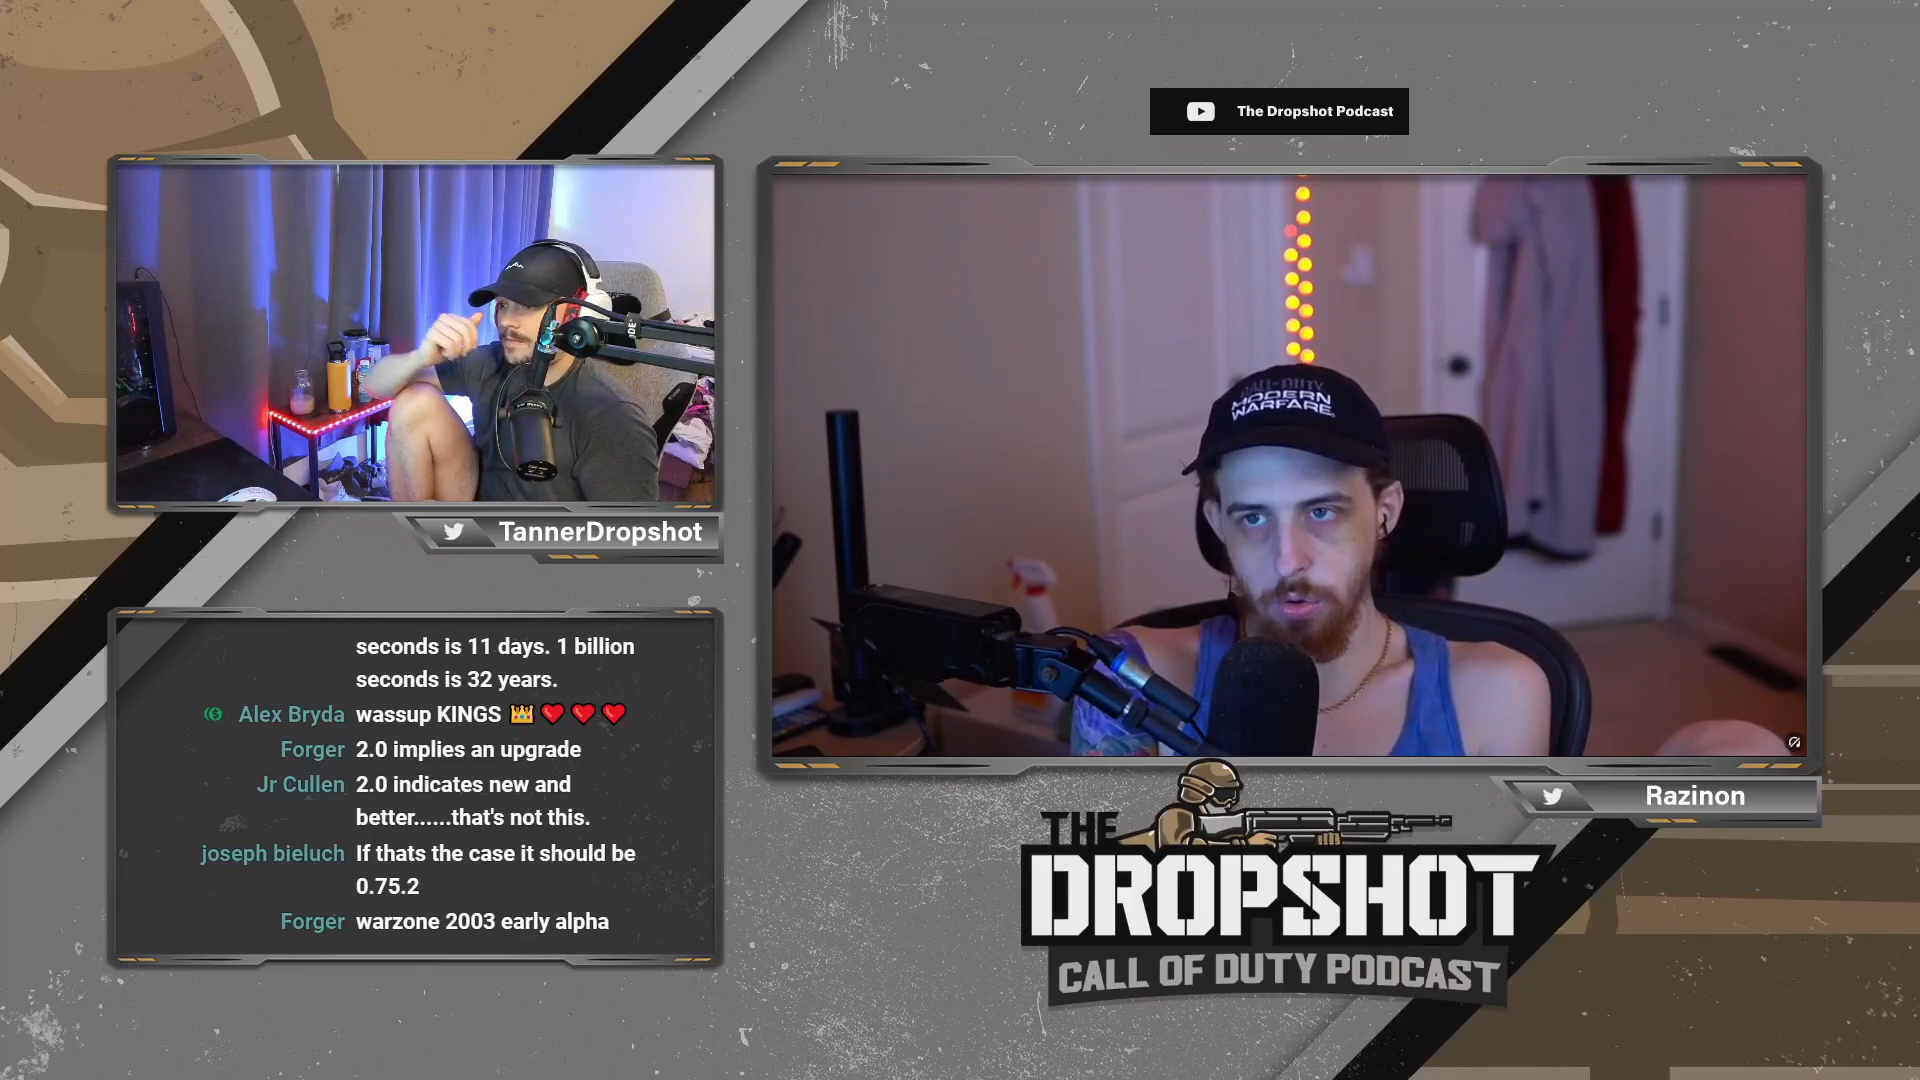 The Dropshot Podcast
CALL OF DUTY
MODERN
WARFARE
TannerDropshot
seconds is 11 days. 1 billion
seconds is 32 years.
Alex Bryda wassup KINGS 👑❤️❤️❤️
Forger 2.0 implies an upgrade
Jr Cullen 2.0 indicates new and
better......that's not this.
joseph bieluch If thats the case it should be
0.75.2
Forger warzone 2003 early alpha
Razinon
THE
DROPSHOT
CALL OF DUTY PODCAST